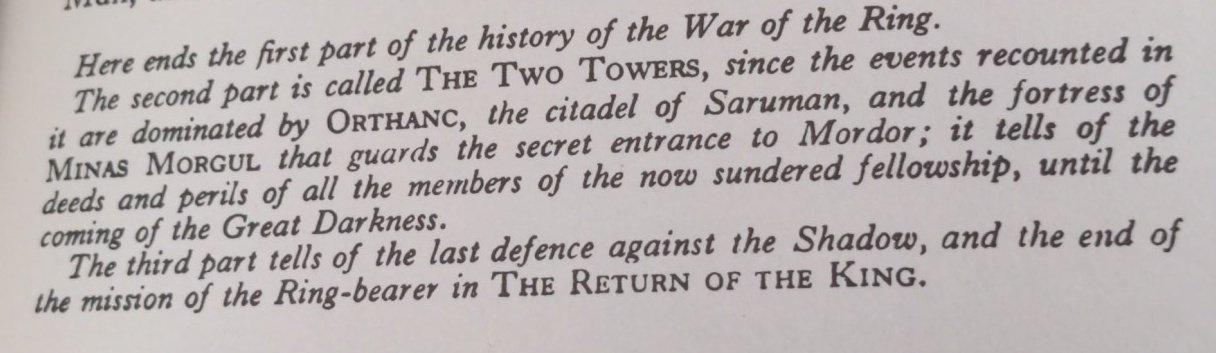 Here ends the first part of the history of the War of the Ring.
The second part is called THE TWO TOWERS, since the events recounted in
it are dominated by ORTHANC, the citadel of Saruman, and the fortress of
MINAS MORGUL that guards the secret entrance to Mordor; it tells of the
deeds and perils of all the members of the now sundered fellowship, until the
coming of the Great Darkness.
The third part tells of the last defence against the Shadow, and the end of
the mission of the Ring-bearer in THE RETURN OF THE KING.